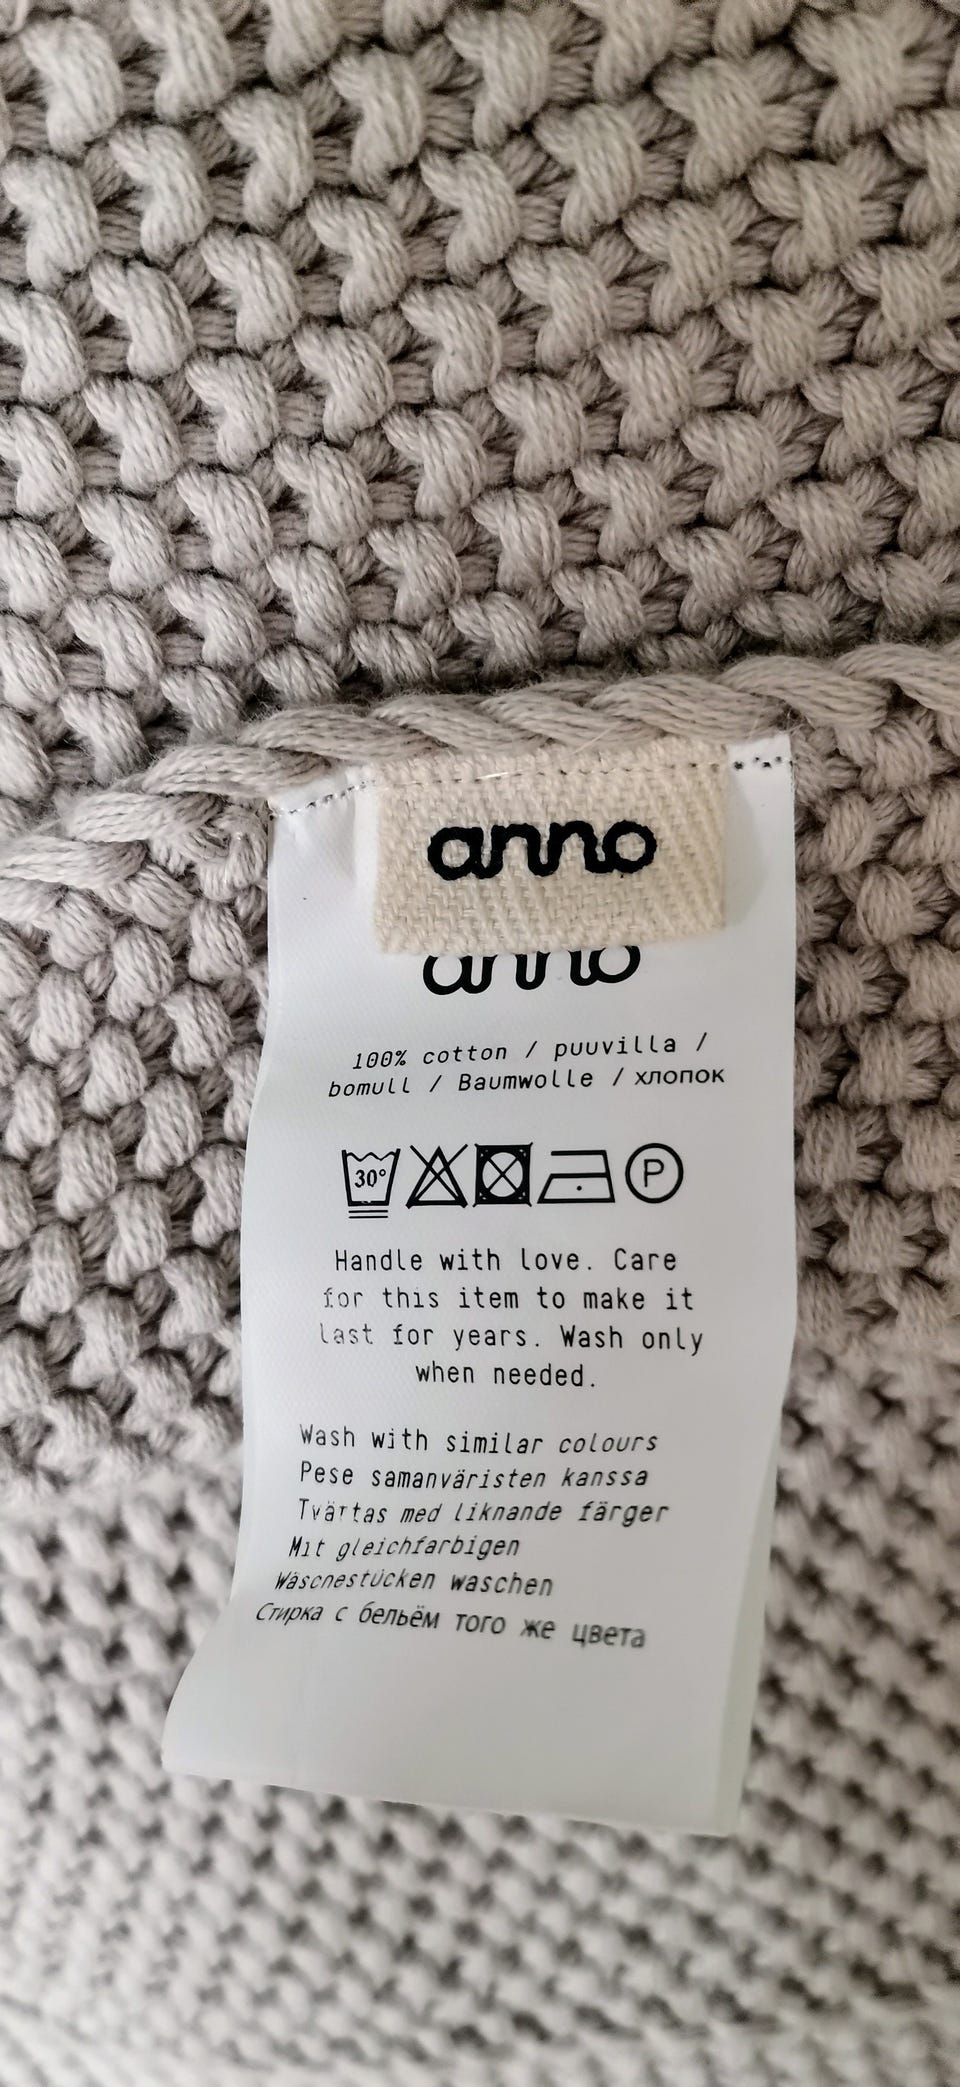 anno
anno
100% cotton / puuvilla /
bomull / Baumwolle / хлопок
30°
P
Handle with love. Care
for this item to make it
last for years. Wash only
when needed.
Wash with similar colours
Pese samanväristen kanssa
Tvättas med liknande färger
Mit gleichfarbigen
Wäschestücken waschen
Стирка с бельём того же цвета